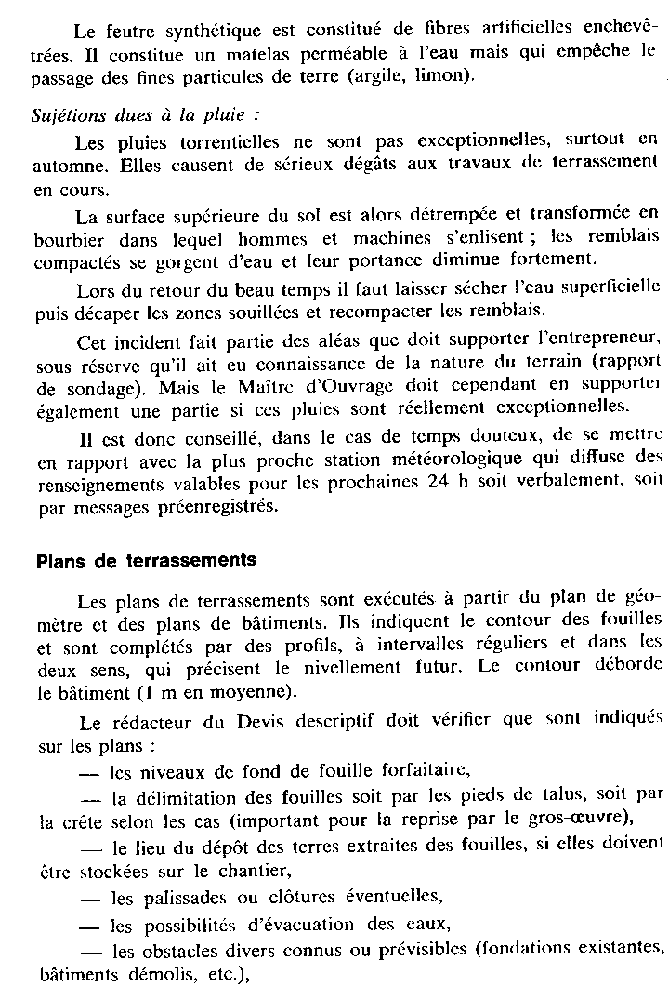 Le feutre synthétique est constitué de fibres artificielles enchevê-
trées. Il constitue un matelas perméable à l'eau mais qui empêche le
passage des fines particules de terre (argile, limon).
Sujétions dues à la pluie :
Les pluies torrentielles ne sont pas exceptionnelles, surtout en
automne. Elles causent de sérieux dégâts aux travaux de terrassement
en cours.
La surface supérieure du sol est alors détrempée et transformée en
bourbier dans lequel hommes et machines s'enlisent ; les remblais
compactés se gorgent d'eau et leur portance diminue fortement.
Lors du retour du beau temps il faut laisser sécher l'eau superficielle
puis décaper les zones souillées et recompacter les remblais.
Cet incident fait partie des aléas que doit supporter l'entrepreneur,
sous réserve qu'il ait eu connaissance de la nature du terrain (rapport
de sondage). Mais le Maître d'Ouvrage doit cependant en supporter
également une partie si ces pluies sont réellement exceptionnelles.
Il est donc conseillé, dans le cas de temps douteux, de se mettre
en rapport avec la plus proche station météorologique qui diffuse des
renseignements valables pour les prochaines 24 h soit verbalement, soit
par messages préenregistrés.
Plans de terrassements
Les plans de terrassements sont exécutés à partir du plan de géo-
mètre et des plans de bâtiments. Ils indiquent le contour des fouilles
et sont complétés par des profils, à intervalles réguliers et dans les
deux sens, qui précisent le nivellement futur. Le contour déborde
le bâtiment (1 m en moyenne).
Le rédacteur du Devis descriptif doit vérifier que sont indiqués
sur les plans :
— les niveaux de fond de fouille forfaitaire,
— la délimitation des fouilles soit par les pieds de talus, soit par
la crête selon les cas (important pour la reprise par le gros-œuvre),
— le lieu du dépôt des terres extraites des fouilles, si elles doivent
être stockées sur le chantier,
— les palissades ou clôtures éventuelles,
— les possibilités d'évacuation des eaux,
— les obstacles divers connus ou prévisibles (fondations existantes,
bâtiments démolis, etc.),